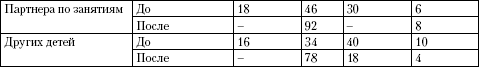 Партнера по занятиям До 18 46 30 6
После – 92 – 8
Других детей До 16 34 40 10
После – 78 18 4